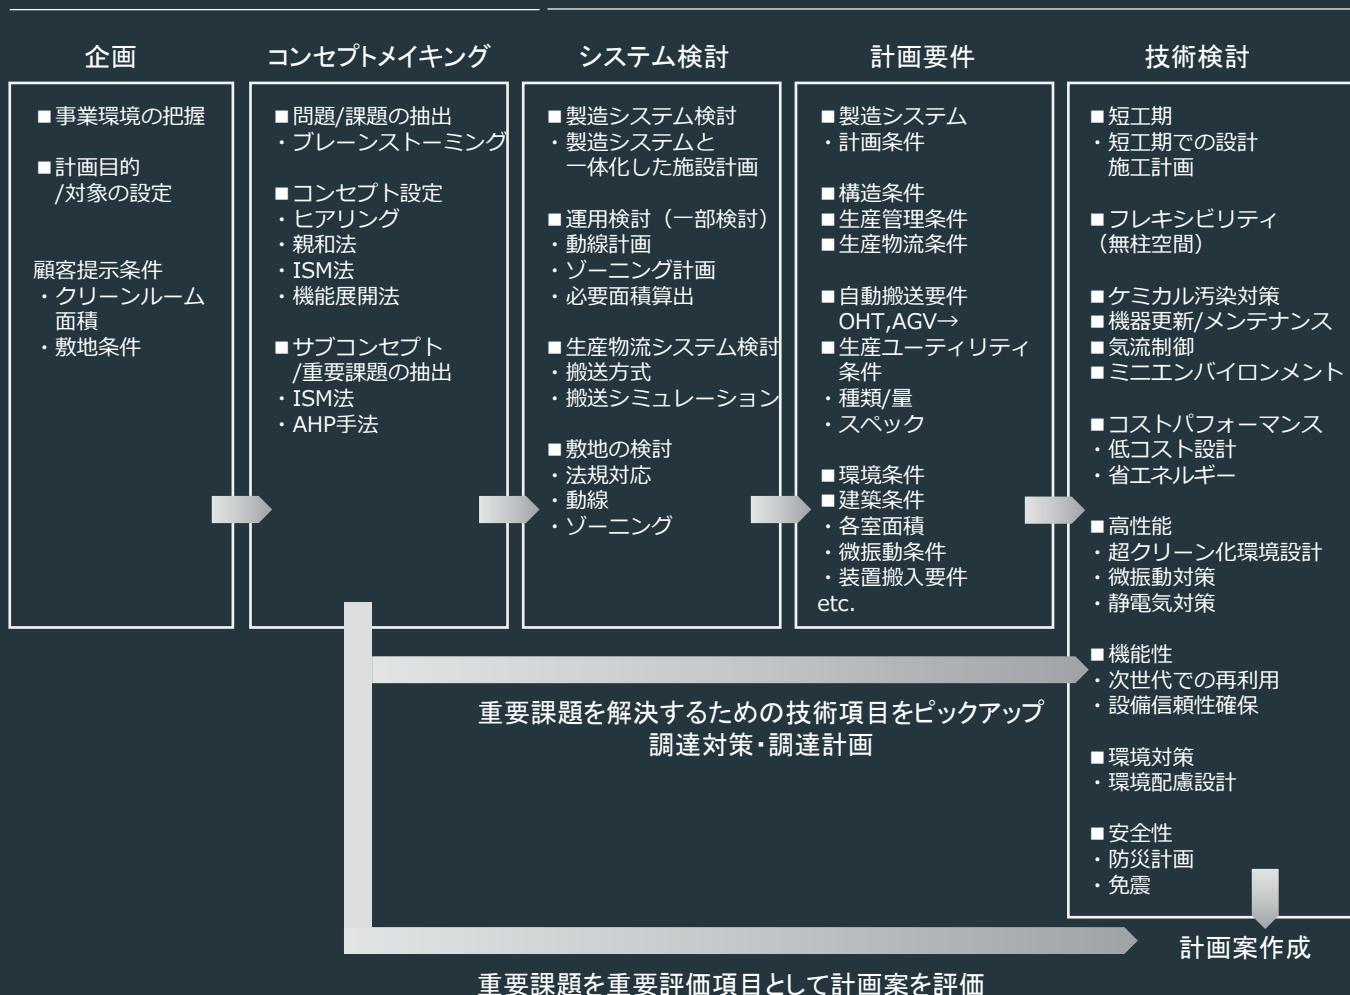 企画
■事業環境の把握
■計画目的
/対象の設定
顧客提示条件
・クリーンルーム
面積
・敷地条件
コンセプトメイキング
■問題/課題の抽出
・ブレーンストーミング
■コンセプト設定
・ヒアリング
・親和法
・ISM法
・機能展開法
■サブコンセプト
/重要課題の抽出
・ISM法
・AHP手法
システム検討
■製造システム検討
・製造システムと
一体化した施設計画
■運用検討（一部検討）
・動線計画
・ゾーニング計画
・必要面積算出
■生産物流システム検討
・搬送方式
・搬送シミュレーション
■敷地の検討
・法規対応
・動線
・ゾーニング
計画要件
■製造システム
・計画条件
■構造条件
■生産管理条件
■生産物流条件
■自動搬送要件
OHT,AGV→
■生産ユーティリティ
条件
・種類/量
・スペック
■環境条件
■建築条件
・各室面積
・微振動条件
・装置搬入要件
etc.
技術検討
■短工期
・短工期での設計
施工計画
■フレキシビリティ
（無柱空間）
■ケミカル汚染対策
■機器更新/メンテナンス
■気流制御
■ミニエンバイロンメント
■コストパフォーマンス
・低コスト設計
・省エネルギー
■高性能
・超クリーン化環境設計
・微振動対策
・静電気対策
■機能性
・次世代での再利用
・設備信頼性確保
■環境対策
・環境配慮設計
■安全性
・防災計画
・免震
重要課題を解決するための技術項目をピックアップ
調達対策・調達計画
計画案作成
重要課題を重要評価項目として計画案を評価